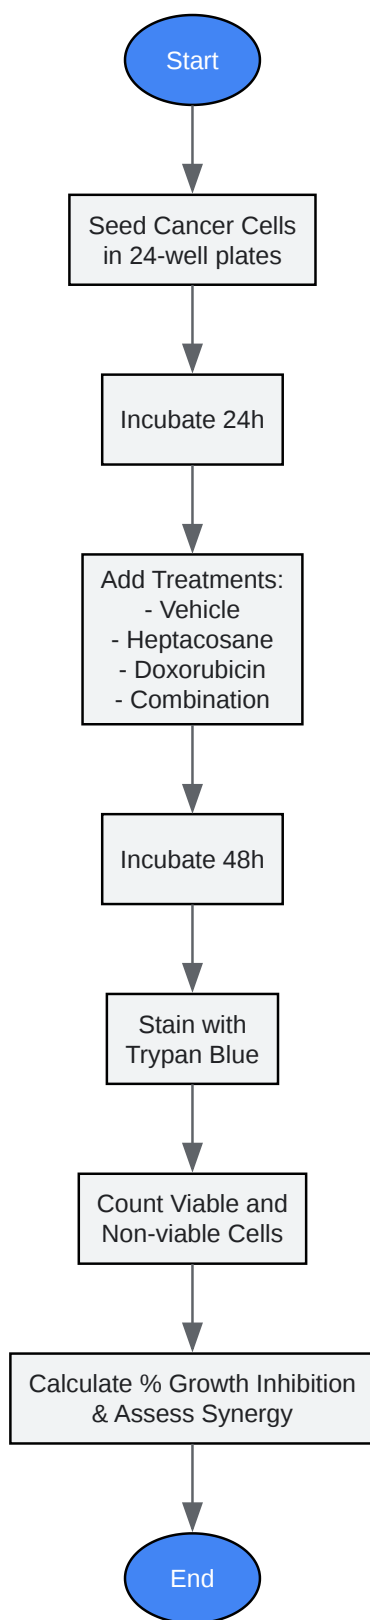 Start
Seed Cancer Cells
in 24-well plates
Incubate 24h
Add Treatments:
- Vehicle
- Heptacosane
- Doxorubicin
- Combination
Incubate 48h
Stain with
Trypan Blue
Count Viable and
Non-viable Cells
Calculate % Growth Inhibition
& Assess Synergy
End